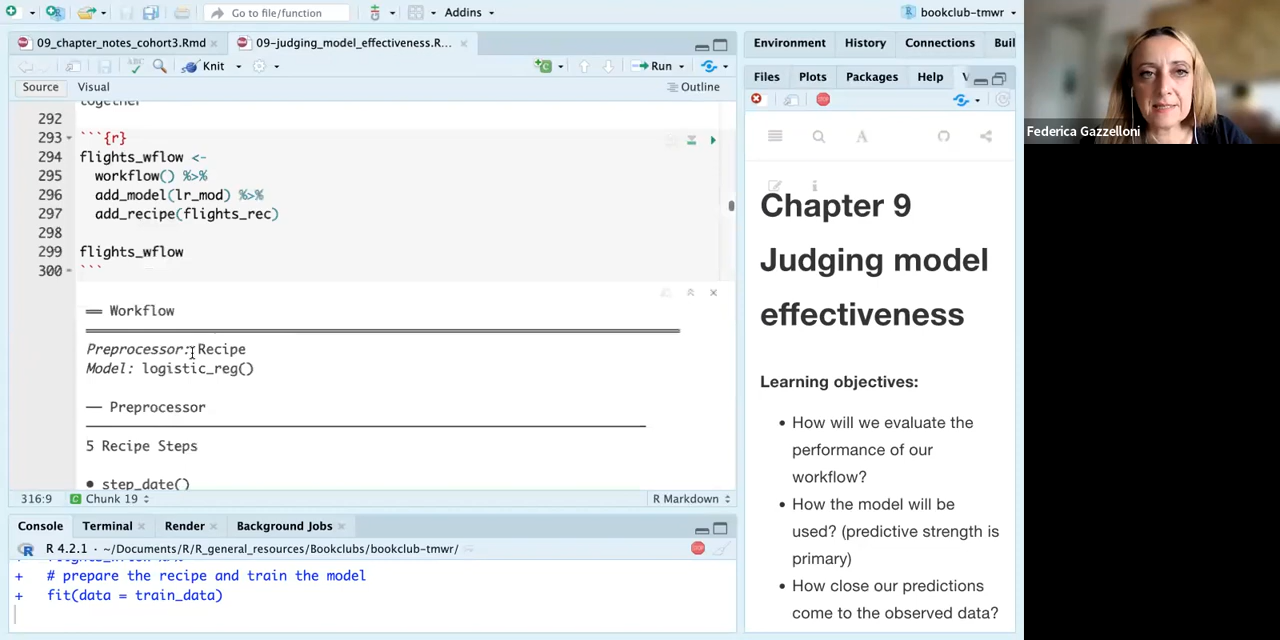 Go to file/function
Addins
bookclub-tmwr
09_chapter_notes_cohort3.Rmd
09-judging_model_effectiveness.R...
Environment
History
Connections
Buil
ABC
Knit
Run
Files
Plots
Packages
Help
V
Source
Visual
Outline
together
292
293 ```{r}
294 flights_wflow <-
295 workflow() %>%
296 add_model(lr_mod) %>%
297 add_recipe(flights_rec)
298
299 flights_wflow
300 ```
Workflow
Preprocessor: Recipe
Model: logistic_reg()
Preprocessor
5 Recipe Steps
● step_date()
316:9
Chunk 19
R Markdown
Console
Terminal
Render
Background Jobs
R 4.2.1 · ~/Documents/R/R_general_resources/Bookclubs/bookclub-tmwr/
+ # prepare the recipe and train the model
+ fit(data = train_data)
A
Chapter 9
Judging model
effectiveness
Learning objectives:
• How will we evaluate the
performance of our
workflow?
• How the model will be
used? (predictive strength is
primary)
• How close our predictions
come to the observed data?
Federica Gazzelloni